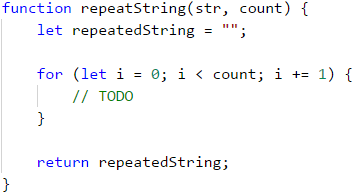 function repeatString(str, count) {
    let repeatedString = "";

    for (let i = 0; i < count; i += 1) {
        // TODO
    }

    return repeatedString;
}